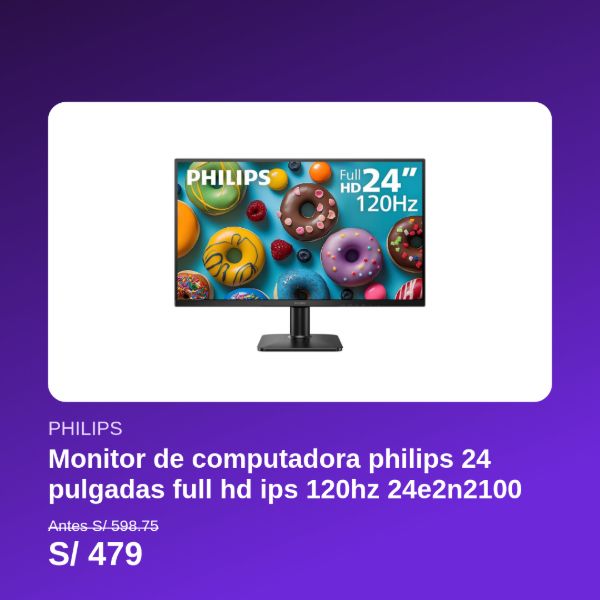 PHILIPS
Full
HD 24”
120Hz
PHILIPS
Monitor de computadora philips 24
pulgadas full hd ips 120hz 24e2n2100
Antes S/ 598.75
S/ 479